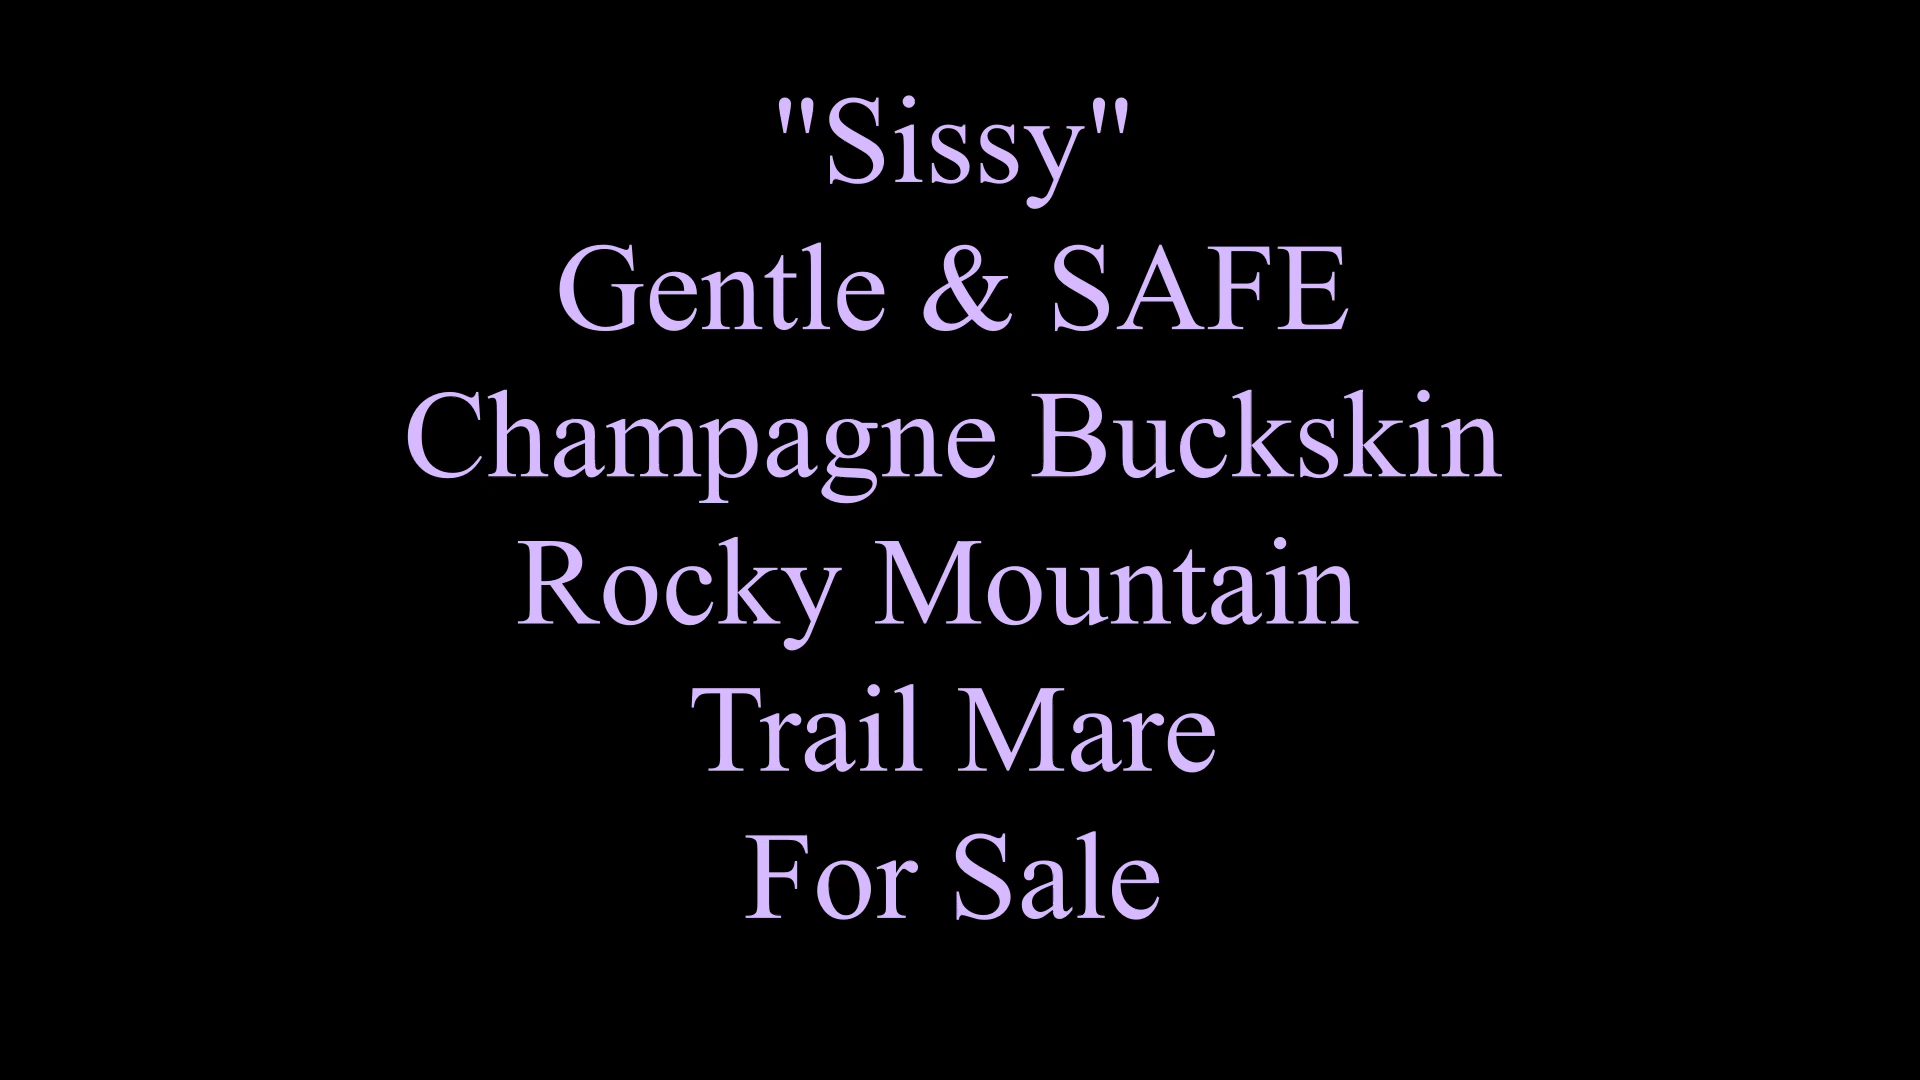 "Sissy"
Gentle & SAFE
Champagne Buckskin
Rocky Mountain
Trail Mare
For Sale